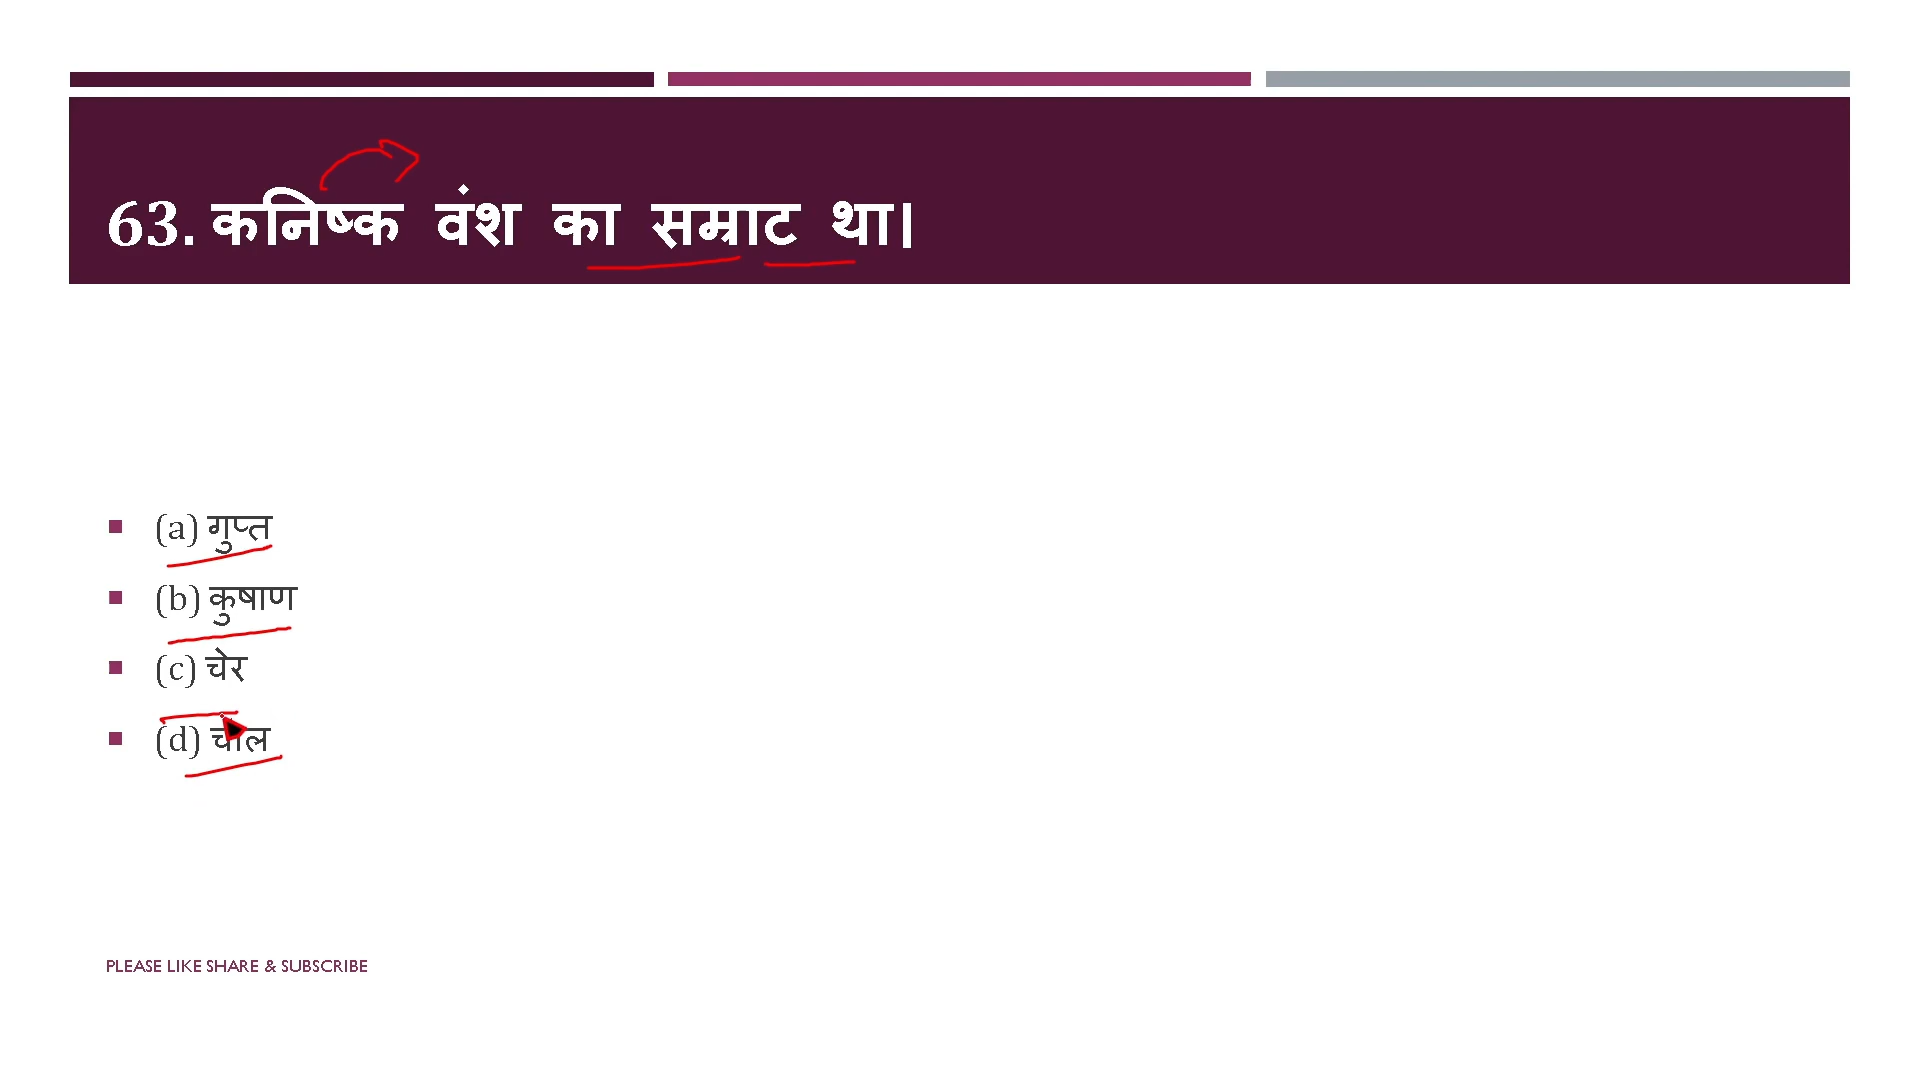 63. कनिष्क वंश का सम्राट था।
(a) गुप्त
(b) कुषाण
(c) चेर
(d) चोल
PLEASE LIKE SHARE & SUBSCRIBE